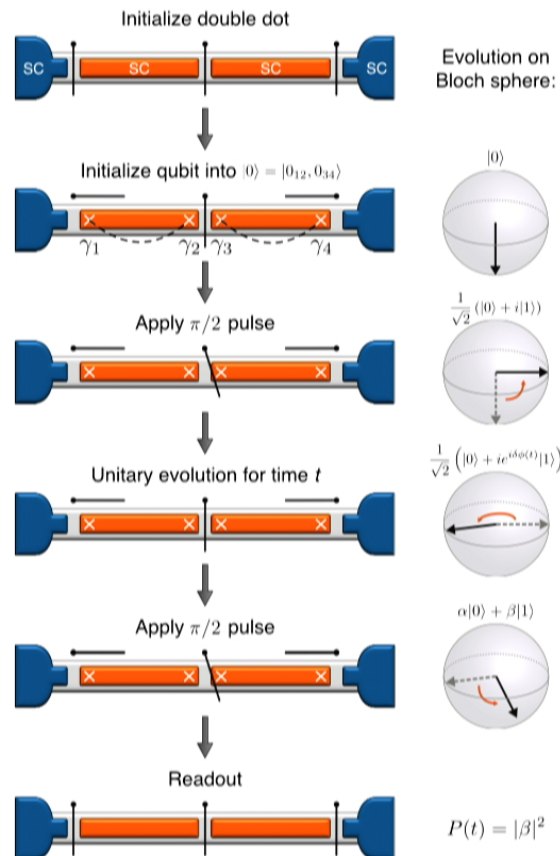 Initialize double dot
SC SC SC SC
Evolution on
Bloch sphere:
Initialize qubit into |0⟩ = |0₁₂, 0₃₄⟩
|0⟩
γ₁ γ₂ γ₃ γ₄
Apply π/2 pulse
1/√2 (|0⟩ + i|1⟩)
Unitary evolution for time t
1/√2 (|0⟩ + ie^{iδφ(t)}|1⟩)
Apply π/2 pulse
α|0⟩ + β|1⟩
Readout
P(t) = |β|²